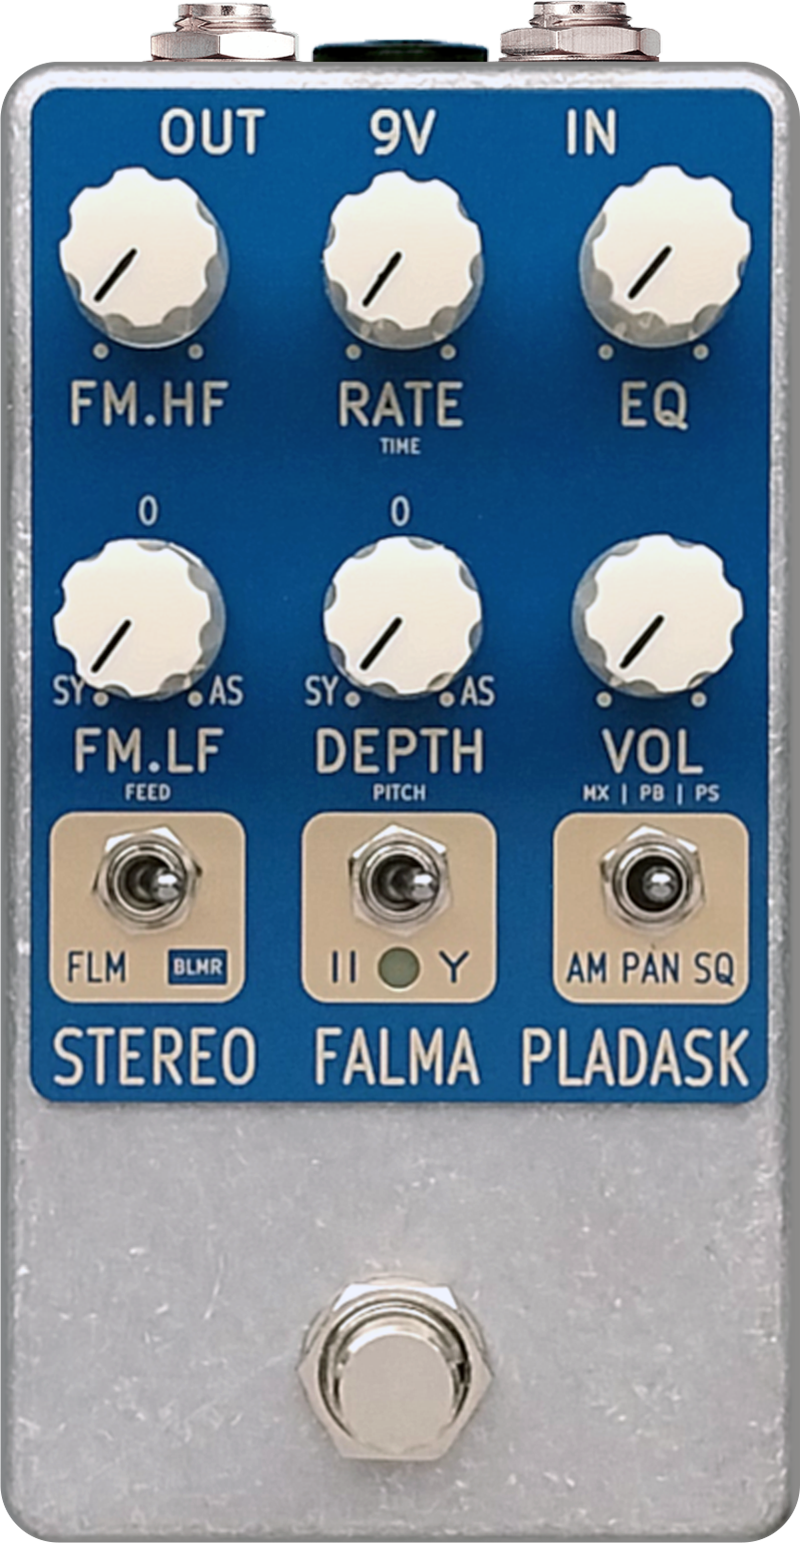 OUT 9V IN
FM.HF RATE EQ
TIME
0 0
SY AS SY AS
FM.LF DEPTH VOL
FEED PITCH MX | PB | PS
FLM BLMR II Y AM PAN SQ
STEREO FALMA PLADASK